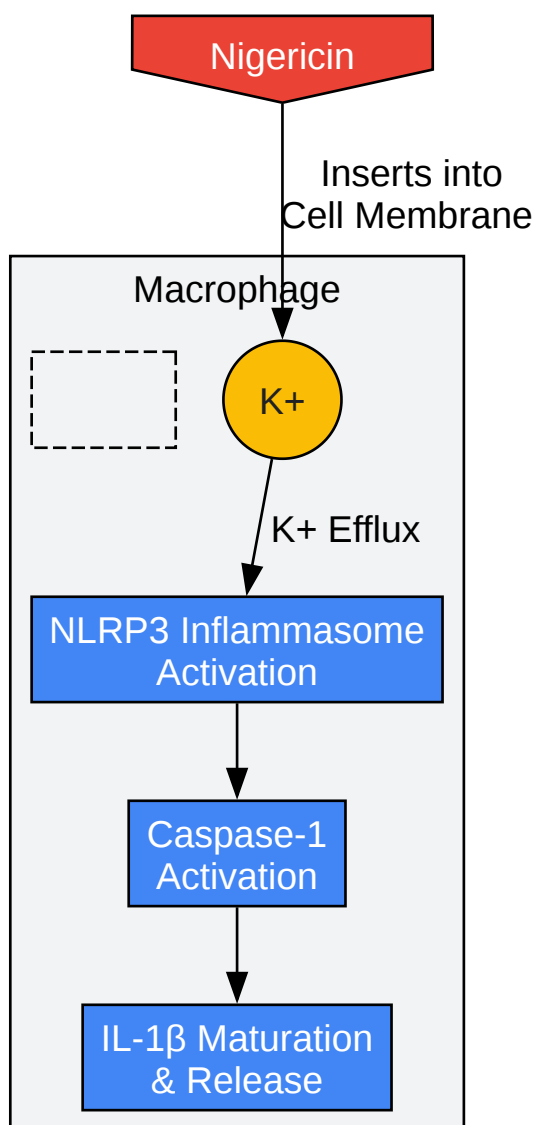 Nigericin
Inserts into
Cell Membrane
Macrophage
K+
K+ Efflux
NLRP3 Inflammasome
Activation
Caspase-1
Activation
IL-1β Maturation
& Release